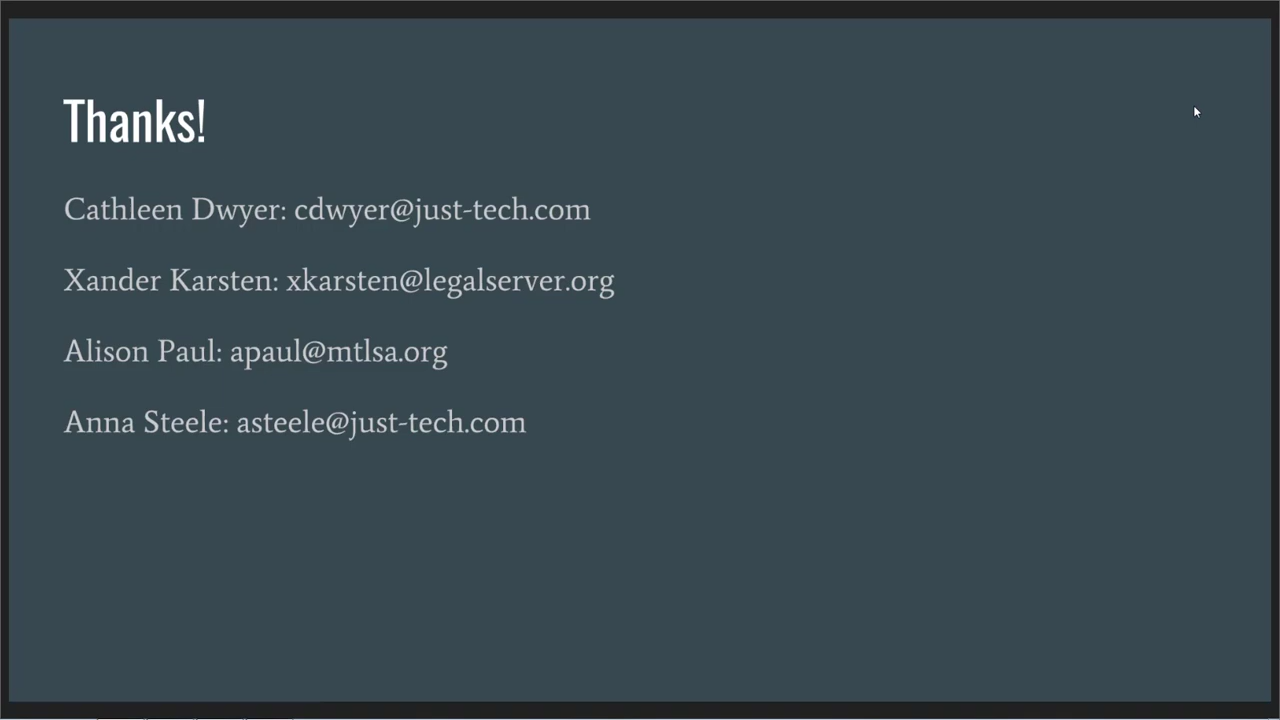 Thanks!
Cathleen Dwyer: cdwyer@just-tech.com
Xander Karsten: xkarsten@legalserver.org
Alison Paul: apaul@mtlsa.org
Anna Steele: asteele@just-tech.com